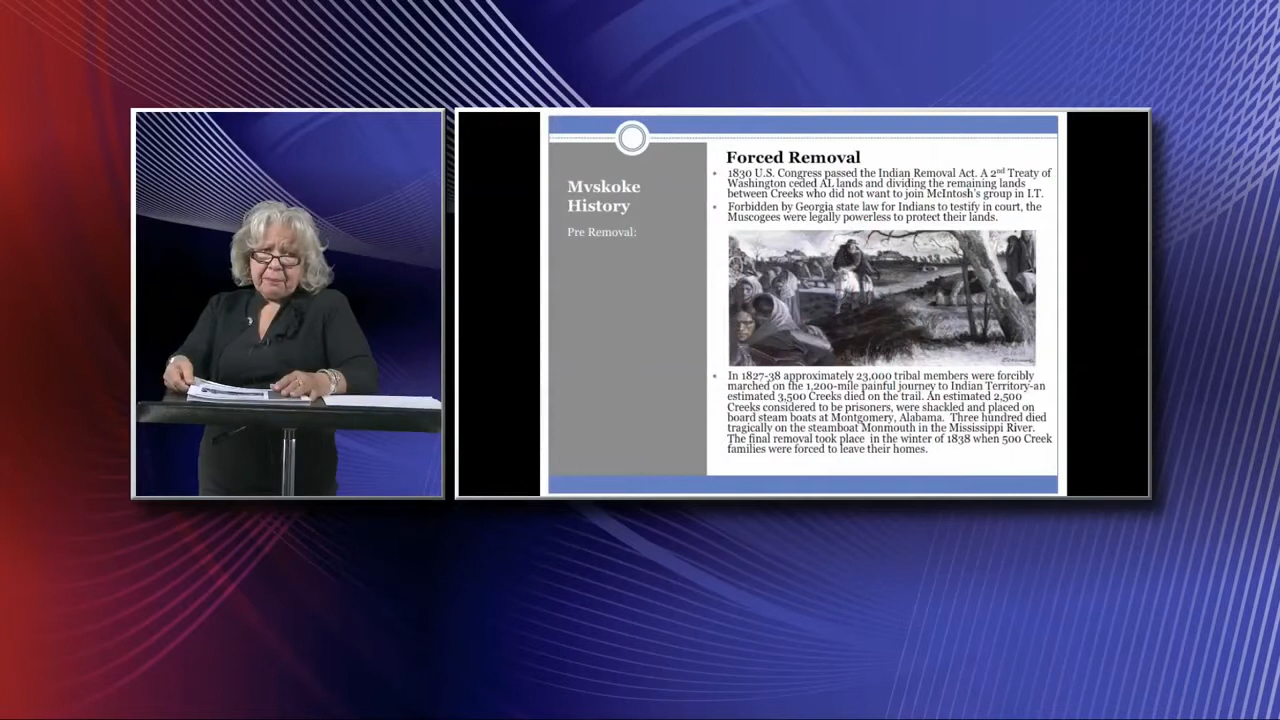 Mvskoke
History
Pre Removal:
Forced Removal
• 1830 U.S. Congress passed the Indian Removal Act. A 2nd Treaty of
Washington ceded AL lands and dividing the remaining lands
between Creeks who did not want to join McIntosh's group in I.T.
• Forbidden by Georgia state law for Indians to testify in court, the
Muscogees were legally powerless to protect their lands.
• In 1827-38 approximately 23,000 tribal members were forcibly
marched on the 1,200-mile painful journey to Indian Territory-an
estimated 3,500 Creeks died on the trail. An estimated 2,500
Creeks considered to be prisoners, were shackled and placed on
board steam boats at Montgomery, Alabama. Three hundred died
tragically on the steamboat Monmouth in the Mississippi River.
The final removal took place in the winter of 1838 when 500 Creek
families were forced to leave their homes.